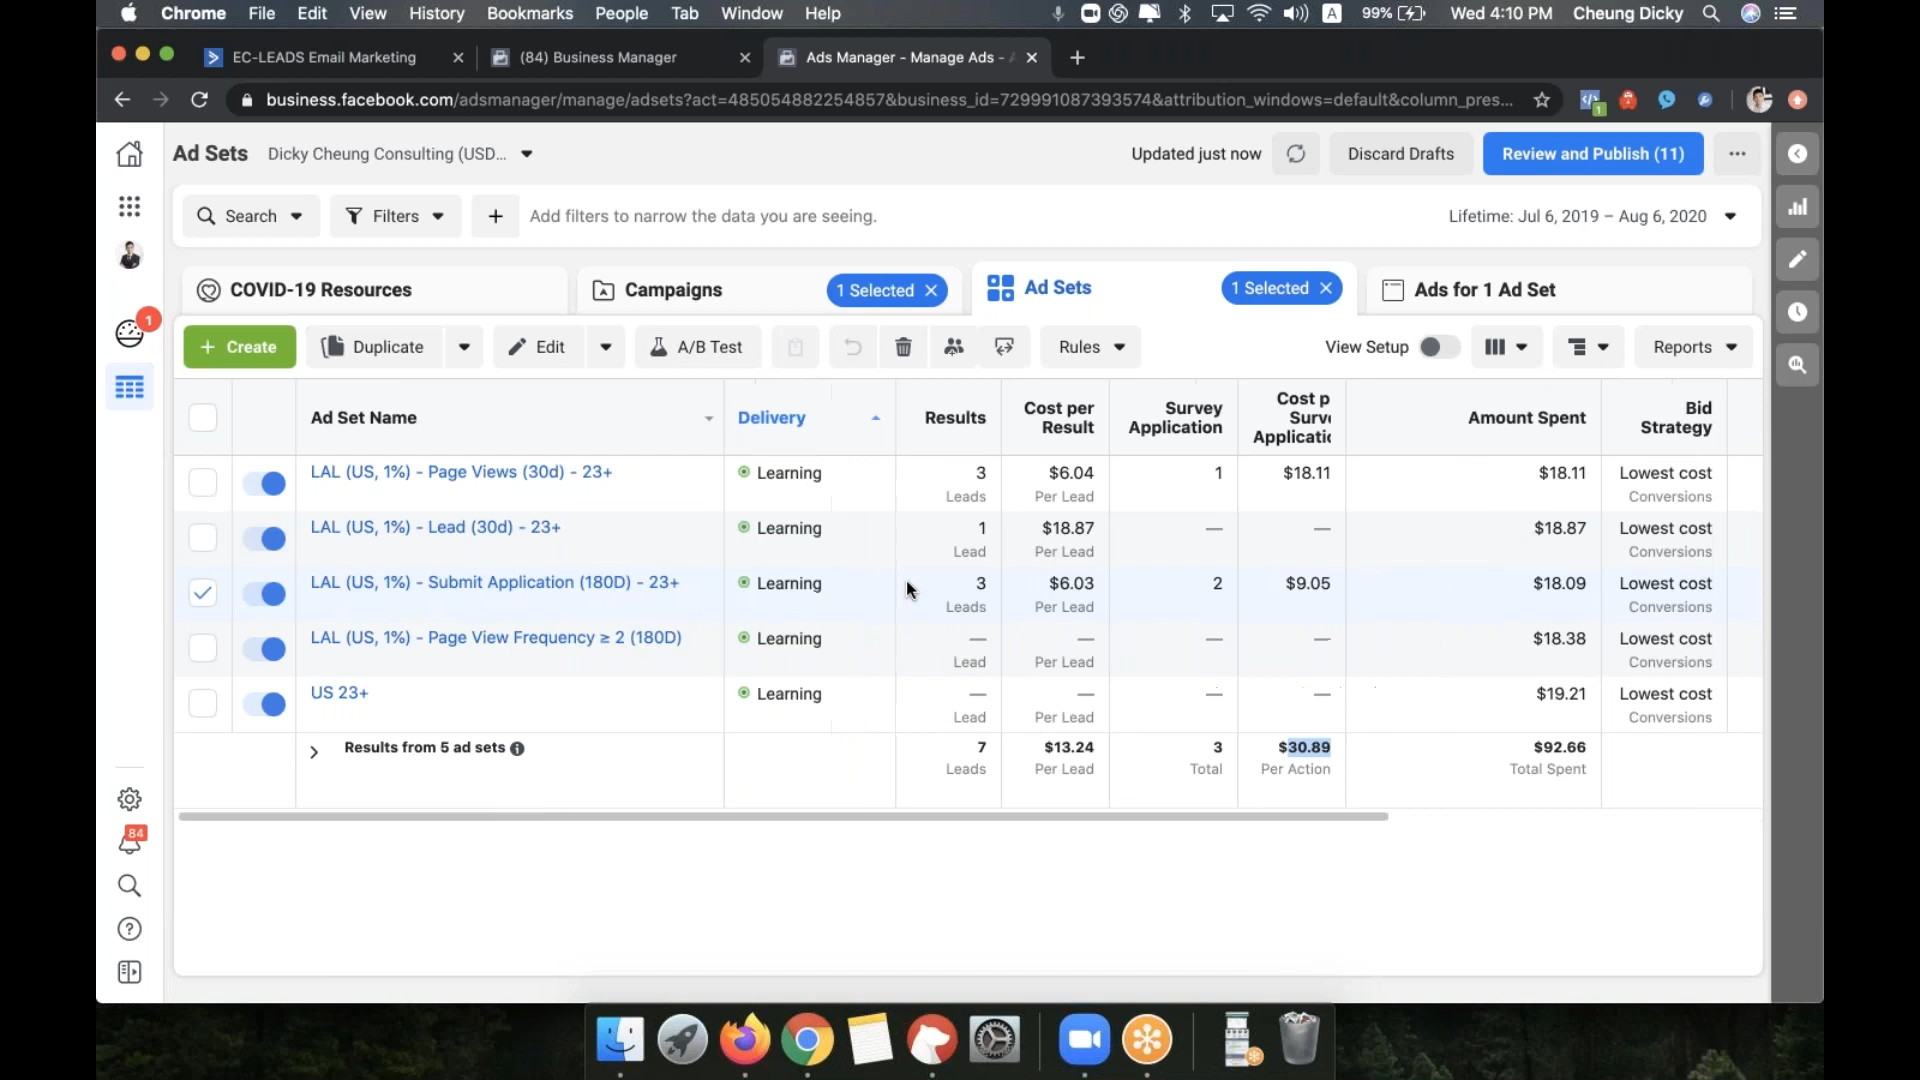 Chrome File Edit View History Bookmarks People Tab Window Help A 99% Wed 4:10 PM Cheung Dicky
EC-LEADS Email Marketing (84) Business Manager Ads Manager - Manage Ads -
business.facebook.com/adsmanager/manage/adsets?act=485054882254857&business_id=729991087393574&attribution_windows=default&column_pres... 1
Ad Sets Dicky Cheung Consulting (USD... Updated just now Discard Drafts Review and Publish (11)
Search Filters + Add filters to narrow the data you are seeing. Lifetime: Jul 6, 2019 – Aug 6, 2020
COVID-19 Resources Campaigns 1 Selected Ad Sets 1 Selected Ads for 1 Ad Set
1
+ Create Duplicate Edit A/B Test Rules View Setup Reports
Ad Set Name Delivery Results Cost per Result Survey Application Cost p Surve Applicatic Amount Spent Bid Strategy
LAL (US, 1%) - Page Views (30d) - 23+ Learning 3 $6.04 1 $18.11 $18.11 Lowest cost
Leads Per Lead Conversions
LAL (US, 1%) - Lead (30d) - 23+ Learning 1 $18.87 — — $18.87 Lowest cost
Lead Per Lead Conversions
LAL (US, 1%) - Submit Application (180D) - 23+ Learning 3 $6.03 2 $9.05 $18.09 Lowest cost
Leads Per Lead Conversions
LAL (US, 1%) - Page View Frequency ≥ 2 (180D) Learning — — — — $18.38 Lowest cost
Lead Per Lead Conversions
US 23+ Learning — — — — $19.21 Lowest cost
Lead Per Lead Conversions
Results from 5 ad sets 7 $13.24 3 $30.89 $92.66
Leads Per Lead Total Per Action Total Spent
84